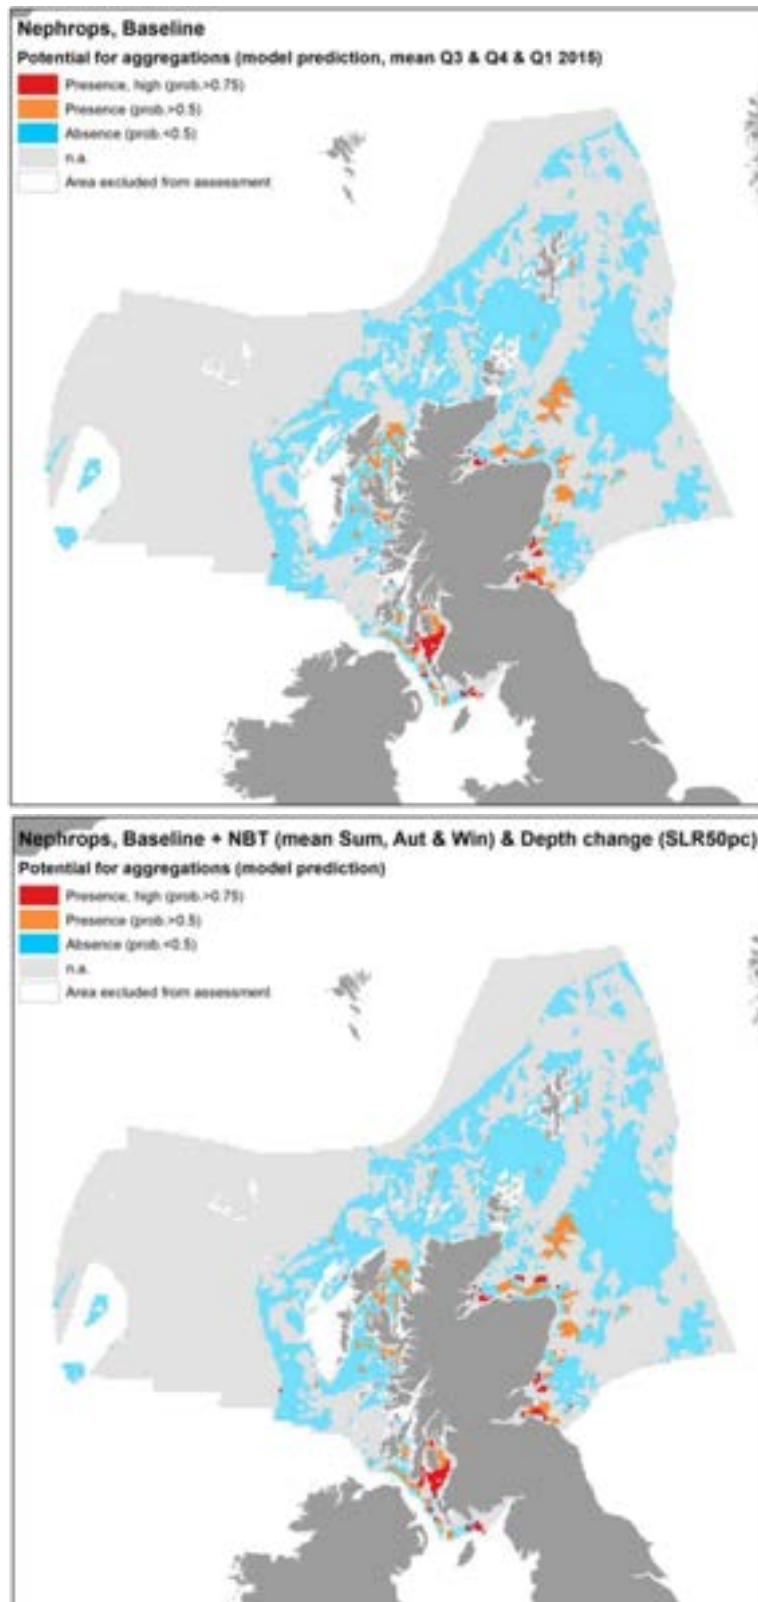 Nephrops, Baseline
Potential for aggregations (model prediction, mean Q3 & Q4 & Q1 2015)
Presence, high (prob.>0.75)
Presence (prob.>0.5)
Absence (prob.<0.5)
n.a.
Area excluded from assessment
Nephrops, Baseline + NBT (mean Sum, Aut & Win) & Depth change (SLR50pc)
Potential for aggregations (model prediction)
Presence, high (prob.>0.75)
Presence (prob.>0.5)
Absence (prob.<0.5)
n.a.
Area excluded from assessment